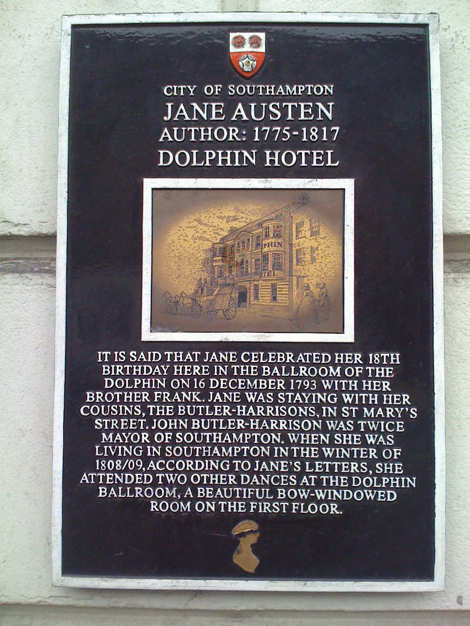 CITY OF SOUTHAMPTON
JANE AUSTEN
AUTHOR: 1775-1817
DOLPHIN HOTEL
PHIN
IT IS SAID THAT JANE CELEBRATED HER 18TH
BIRTHDAY HERE IN THE BALLROOM OF THE
DOLPHIN ON 16 DECEMBER 1793 WITH HER
BROTHER FRANK. JANE WAS STAYING WITH HER
COUSINS, THE BUTLER-HARRISONS, IN ST MARY'S
STREET. JOHN BUTLER-HARRISON WAS TWICE
MAYOR OF SOUTHAMPTON. WHEN SHE WAS
LIVING IN SOUTHAMPTON IN THE WINTER OF
1808/09, ACCORDING TO JANE'S LETTERS, SHE
ATTENDED TWO OTHER DANCES AT THE DOLPHIN
BALLROOM, A BEAUTIFUL BOW-WINDOWED
ROOM ON THE FIRST FLOOR.